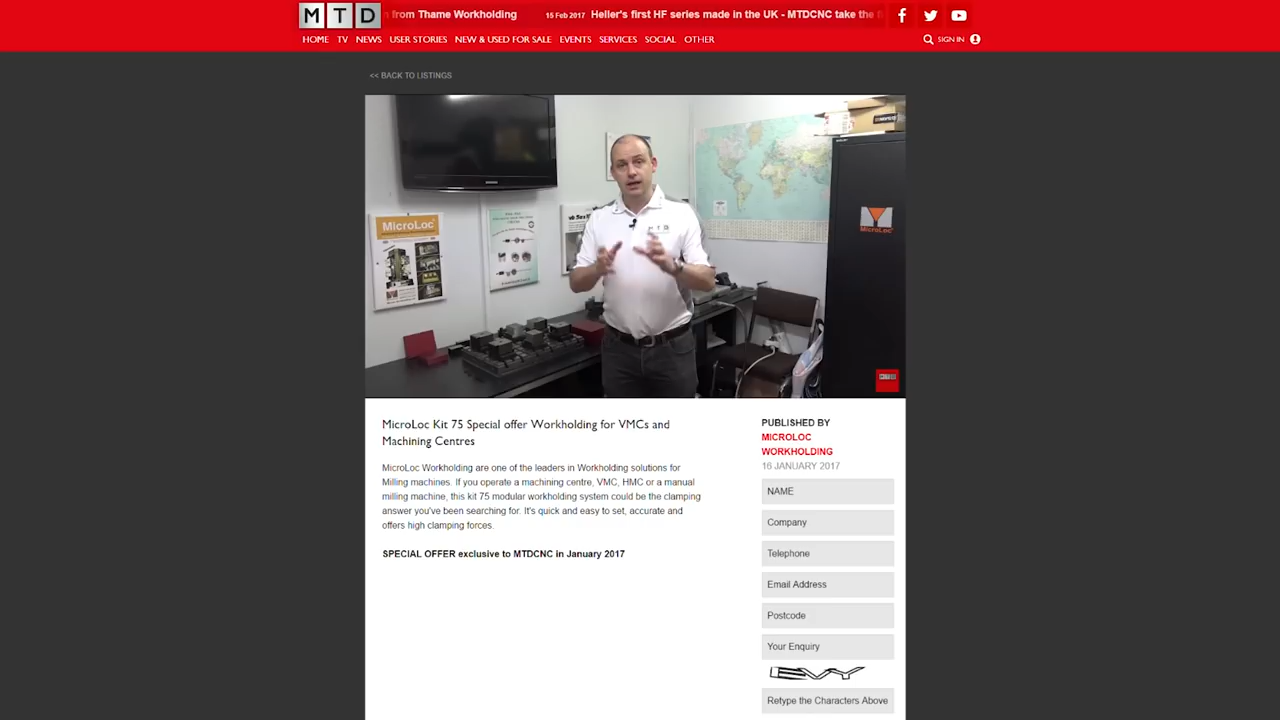 MTD
n from Thame Workholding 15 Feb 2017 Heller's first HF series made in the UK - MTDCNC take the f
HOME TV NEWS USER STORIES NEW & USED FOR SALE EVENTS SERVICES SOCIAL OTHER SIGN IN
<< BACK TO LISTINGS
MicroLoc
MTD
MicroLoc
MTD
MicroLoc Kit 75 Special offer Workholding for VMCs and
Machining Centres
MicroLoc Workholding are one of the leaders in Workholding solutions for
Milling machines. If you operate a machining centre, VMC, HMC or a manual
milling machine, this kit 75 modular workholding system could be the clamping
answer you've been searching for. It's quick and easy to set, accurate and
offers high clamping forces.
SPECIAL OFFER exclusive to MTDCNC in January 2017
PUBLISHED BY
MICROLOC
WORKHOLDING
16 JANUARY 2017
NAME
Company
Telephone
Email Address
Postcode
Your Enquiry
EVY
Retype the Characters Above